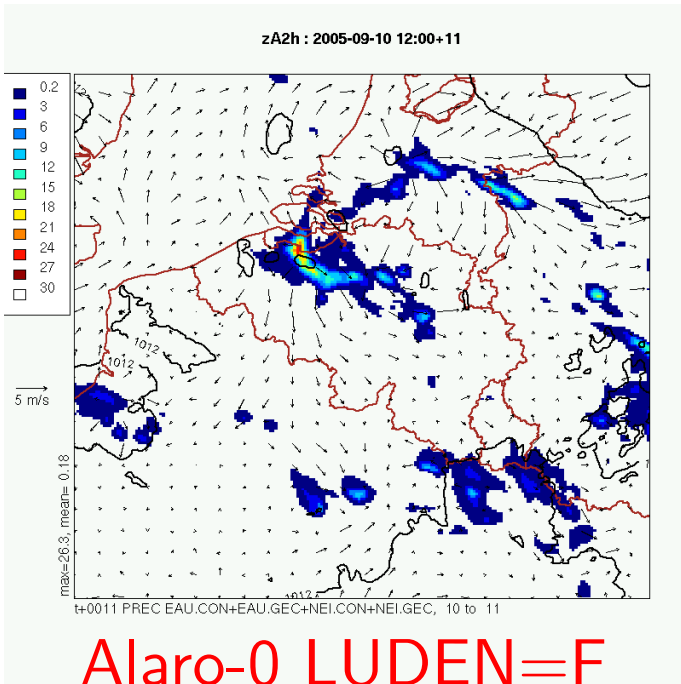 zA2h : 2005-09-10 12:00+11
0.2
3
6
9
12
15
18
21
24
27
30
5 m/s
1012
1012
1012
max=26.3, mean= 0.18
t+0011 PREC EAU.CON+EAU.GEC+NEI.CON+NEI.GEC, 10 to 11
Alaro-0 LUDEN=F